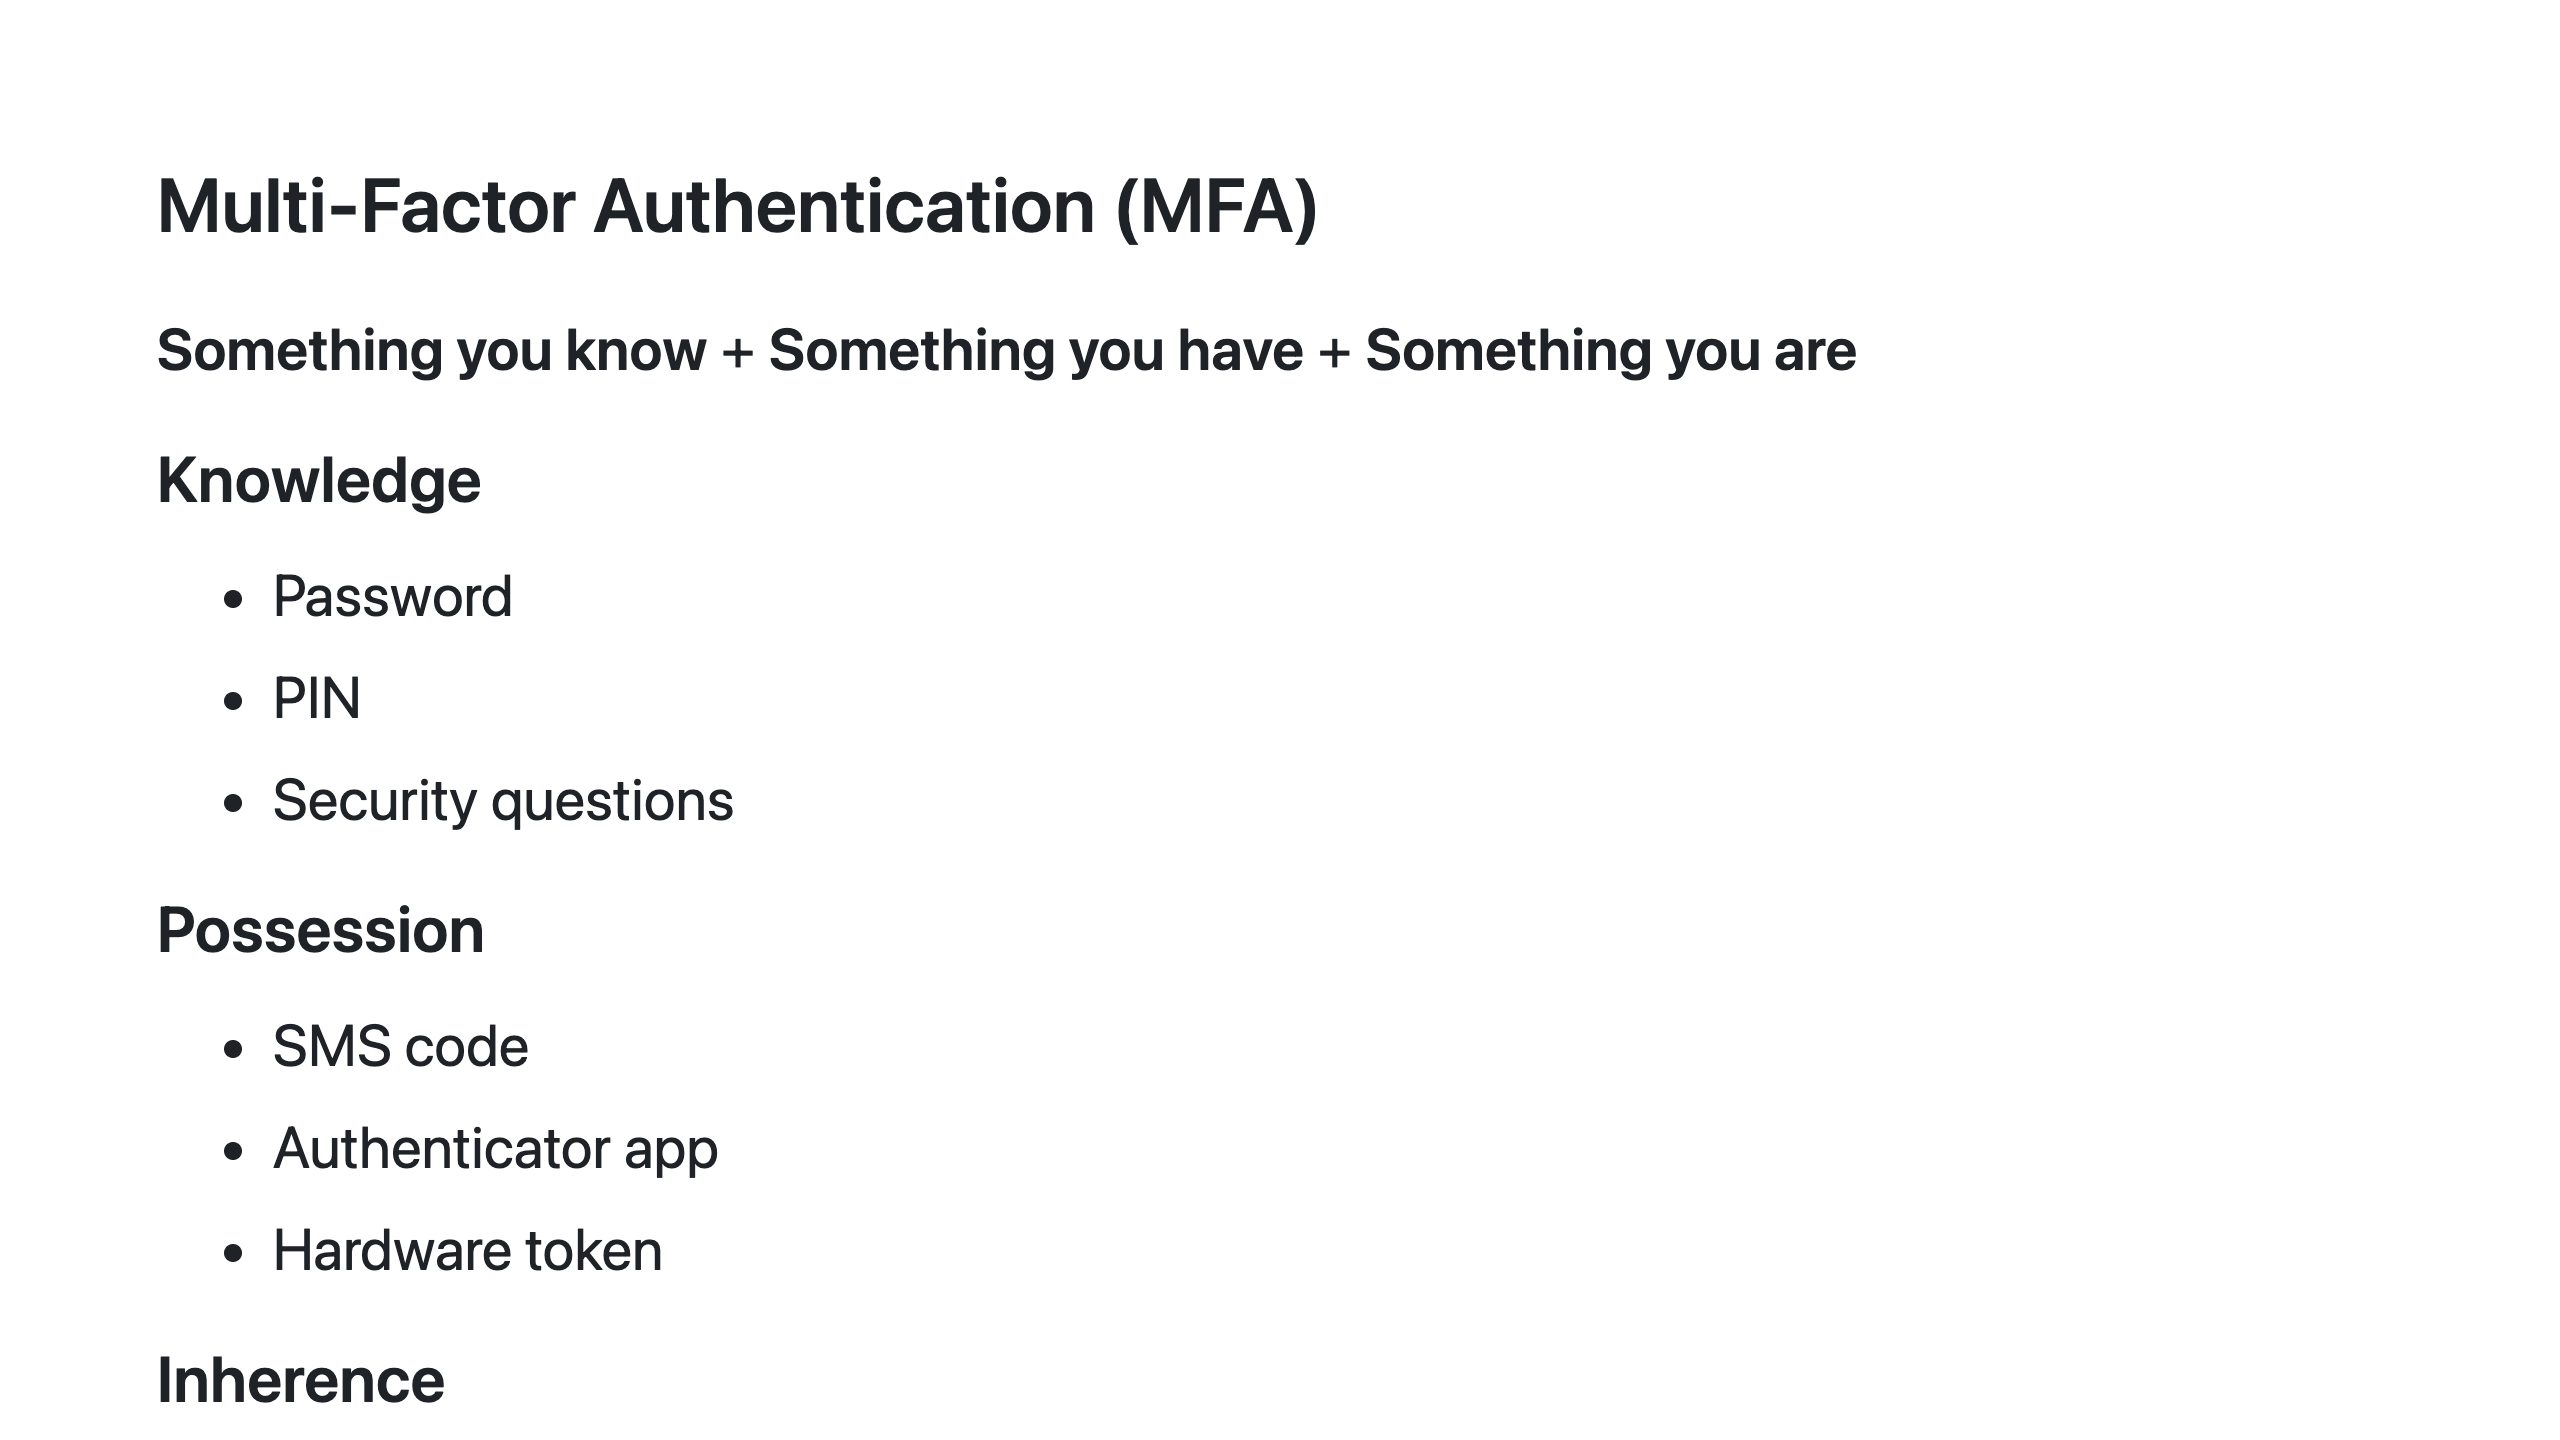 Multi-Factor Authentication (MFA)
Something you know + Something you have + Something you are
Knowledge
• Password
• PIN
• Security questions
Possession
• SMS code
• Authenticator app
• Hardware token
Inherence